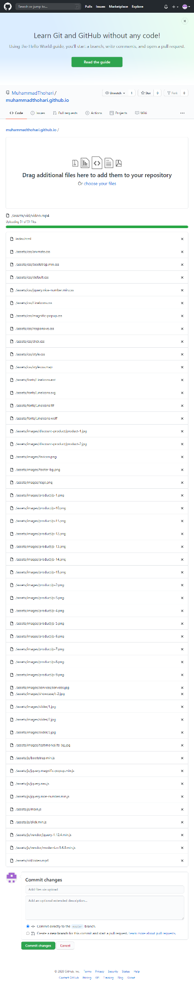 Search or jump to... /
Pulls Issues Marketplace Explore
Learn Git and GitHub without any code!
Using the Hello World guide, you'll start a branch, write comments, and open a pull request.
Read the guide
MuhammadThohari /
muhammadthohari.github.io
Unwatch 1 Star 0 Fork 0
Code Issues Pull requests Actions Projects Wiki
muhammadthohari.github.io /
Drag additional files here to add them to your repository
Or choose your files
/assets/vid/video.mp4
Uploading 51 of 51 files
index.html
/assets/css/animate.css
/assets/css/bootstrap.min.css
/assets/css/default.css
/assets/css/jquery.nice-number.min.css
/assets/css/LineIcons.css
/assets/css/magnific-popup.css
/assets/css/responsive.css
/assets/css/slick.css
/assets/css/style.css
/assets/css/style.css.map
/assets/fonts/LineIcons.eot
/assets/fonts/LineIcons.svg
/assets/fonts/LineIcons.ttf
/assets/fonts/LineIcons.woff
/assets/images/discount-product/product-1.jpg
/assets/images/discount-product/product-2.jpg
/assets/images/favicon.png
/assets/images/footer-bg.png
/assets/images/logo.png
/assets/images/product/p-1.png
/assets/images/product/p-10.png
/assets/images/product/p-11.png
/assets/images/product/p-12.png
/assets/images/product/p-13.png
/assets/images/product/p-14.png
/assets/images/product/p-15.png
/assets/images/product/p-2.png
/assets/images/product/p-3.png
/assets/images/product/p-4.png
/assets/images/product/p-5.png
/assets/images/product/p-6.png
/assets/images/product/p-7.png
/assets/images/product/p-8.png
/assets/images/product/p-9.png
/assets/images/services/services.jpg
/assets/images/showcase/t-2.jpg
/assets/images/slider/1.jpg
/assets/images/slider/2.jpg
/assets/images/slider/3.jpg
/assets/images/testimonial/ts-bg.jpg
/assets/js/bootstrap.min.js
/assets/js/jquery.magnific-popup.min.js
/assets/js/jquery.nav.js
/assets/js/jquery.nice-number.min.js
/assets/js/main.js
/assets/js/slick.min.js
/assets/js/vendor/jquery-1.12.4.min.js
/assets/js/vendor/modernizr-3.6.0.min.js
/assets/vid/video.mp4
Commit changes
Add files via upload
Add an optional extended description...
Commit directly to the master branch.
Create a new branch for this commit and start a pull request. Learn more about pull requests.
Commit changes Cancel
© 2020 GitHub, Inc. Terms Privacy Security Status Help
Contact GitHub Pricing API Training Blog About